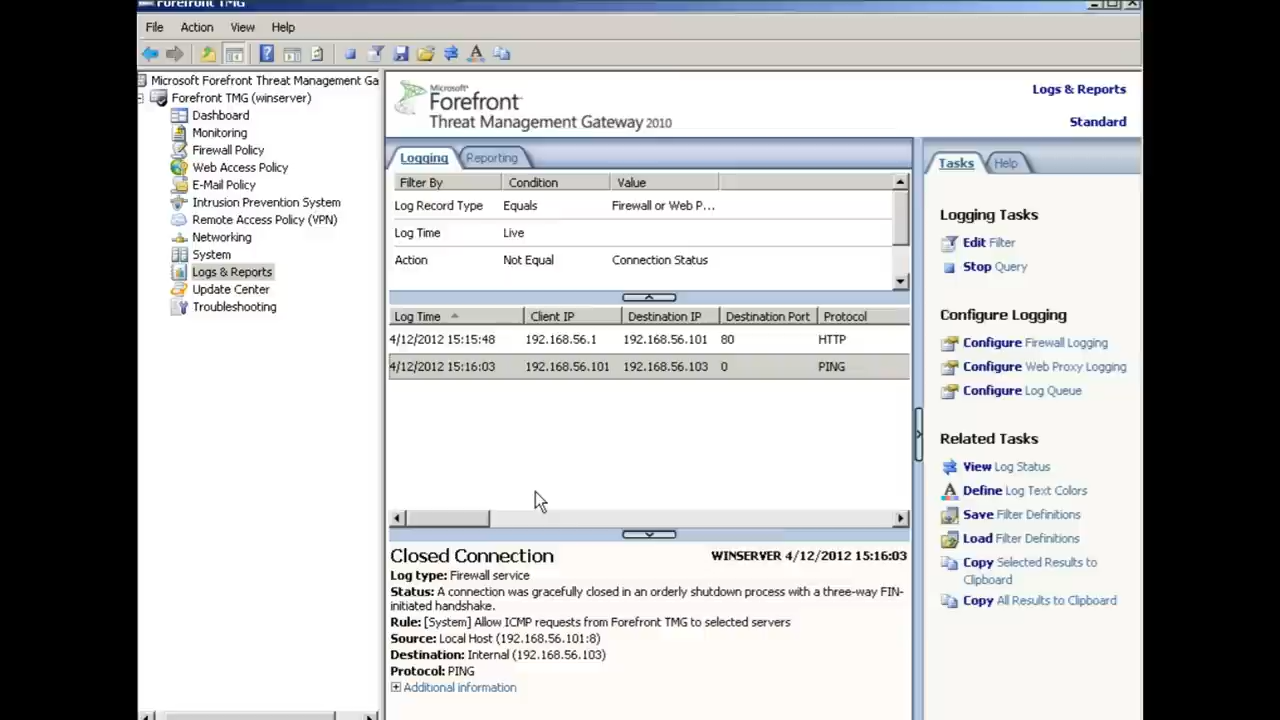 Forefront TMG
File Action View Help
Microsoft Forefront Threat Management Ga
Forefront TMG (winserver)
Dashboard
Monitoring
Firewall Policy
Web Access Policy
E-Mail Policy
Intrusion Prevention System
Remote Access Policy (VPN)
Networking
System
Logs & Reports
Update Center
Troubleshooting
Microsoft®
Forefront
Threat Management Gateway 2010
Logs & Reports
Standard
Logging Reporting
Filter By Condition Value
Log Record Type Equals Firewall or Web P...
Log Time Live
Action Not Equal Connection Status
Log Time Client IP Destination IP Destination Port Protocol
4/12/2012 15:15:48 192.168.56.1 192.168.56.101 80 HTTP
4/12/2012 15:16:03 192.168.56.101 192.168.56.103 0 PING
Closed Connection WINSERVER 4/12/2012 15:16:03
Log type: Firewall service
Status: A connection was gracefully closed in an orderly shutdown process with a three-way FIN-
initiated handshake.
Rule: [System] Allow ICMP requests from Forefront TMG to selected servers
Source: Local Host (192.168.56.101:8)
Destination: Internal (192.168.56.103)
Protocol: PING
Additional information
Tasks Help
Logging Tasks
Edit Filter
Stop Query
Configure Logging
Configure Firewall Logging
Configure Web Proxy Logging
Configure Log Queue
Related Tasks
View Log Status
Define Log Text Colors
Save Filter Definitions
Load Filter Definitions
Copy Selected Results to
Clipboard
Copy All Results to Clipboard